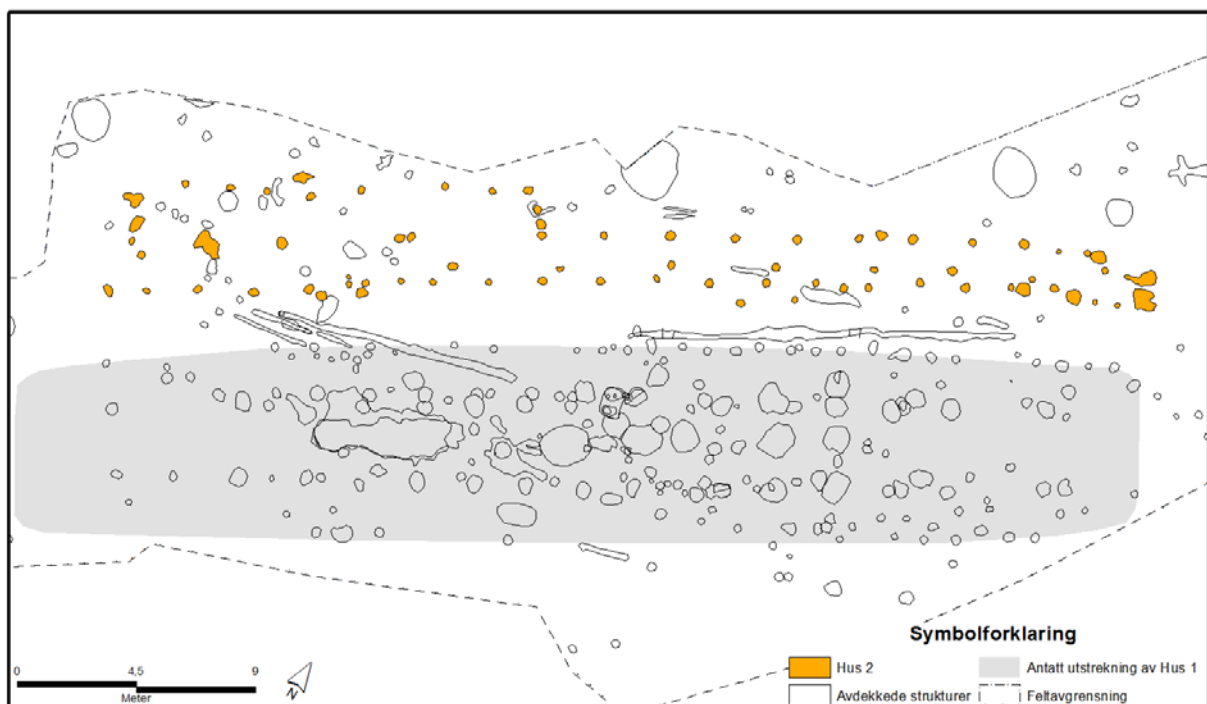 Symbolforklaring
0 4,5 9
Meter
N
Hus 2
Antatt utstrekning av Hus 1
Avdekkede strukturer
Feltavgrensning